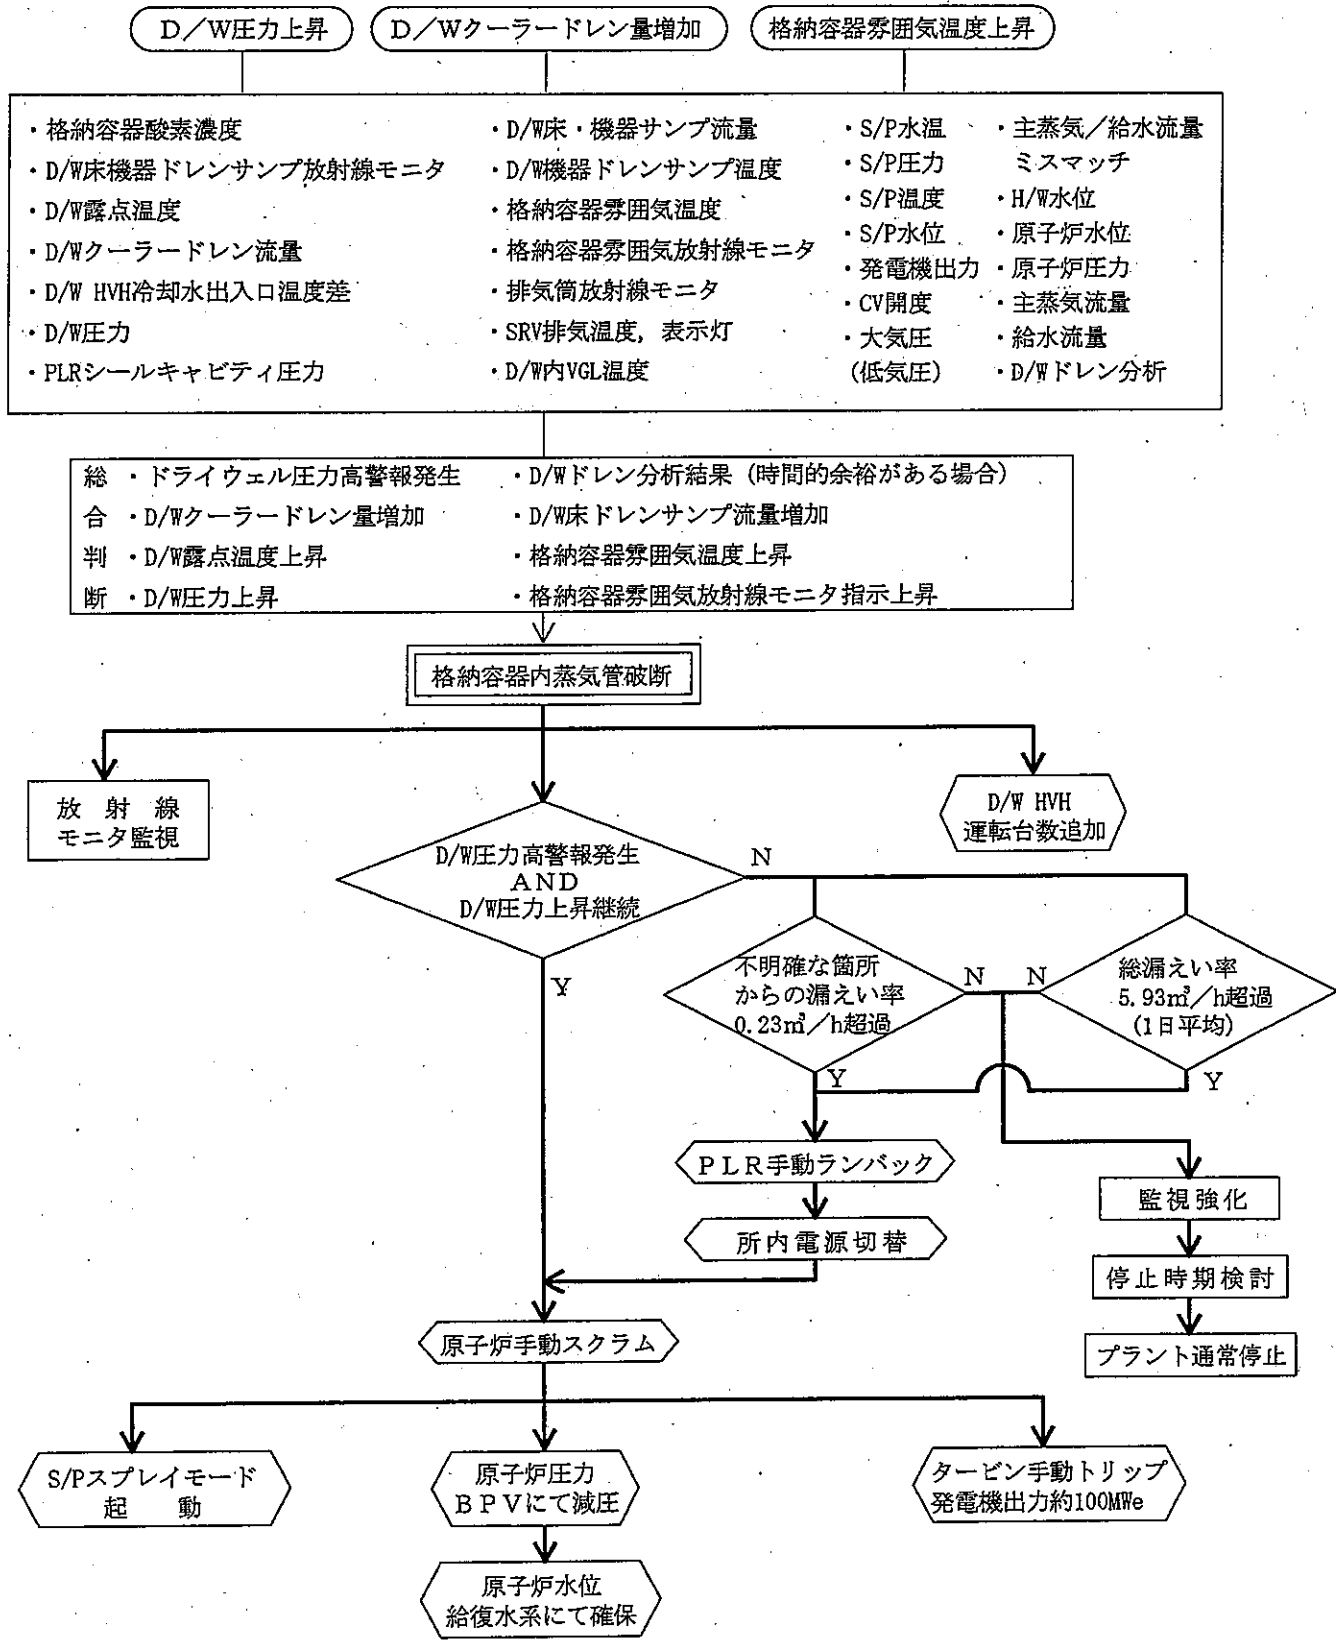 D/W圧力上昇
D/Wクーラードレン量増加
格納容器雰囲気温度上昇
・格納容器酸素濃度
・D/W床機器ドレンサンプ放射線モニタ
・D/W露点温度
・D/Wクーラードレン流量
・D/W HVH冷却水出入口温度差
・D/W圧力
・PLRシールキャビティ圧力
・D/W床・機器サンプ流量
・D/W機器ドレンサンプ温度
・格納容器雰囲気温度
・格納容器雰囲気放射線モニタ
・排気筒放射線モニタ
・SRV排気温度, 表示灯
・D/W内VGL温度
・S/P水温
・S/P圧力
・S/P温度
・S/P水位
・発電機出力
・CV開度
・大気圧
(低気圧)
・主蒸気/給水流量
ミスマッチ
・H/W水位
・原子炉水位
・原子炉圧力
・主蒸気流量
・給水流量
・D/Wドレン分析
総合判断
・ドライウェル圧力高警報発生
・D/Wクーラードレン量増加
・D/W露点温度上昇
・D/W圧力上昇
・D/Wドレン分析結果 (時間的余裕がある場合)
・D/W床ドレンサンプ流量増加
・格納容器雰囲気温度上昇
・格納容器雰囲気放射線モニタ指示上昇
格納容器内蒸気管破断
放射線
モニタ監視
D/W HVH
運転台数追加
D/W圧力高警報発生
AND
D/W圧力上昇継続
N
Y
不明確な箇所
からの漏えい率
0.23㎥/h超過
N
Y
N
総漏えい率
5.93㎥/h超過
(1日平均)
Y
PLR手動ランバック
所内電源切替
監視強化
停止時期検討
プラント通常停止
原子炉手動スクラム
S/Pスプレイモード
起動
原子炉圧力
BPVにて減圧
タービン手動トリップ
発電機出力約100MWe
原子炉水位
給復水系にて確保